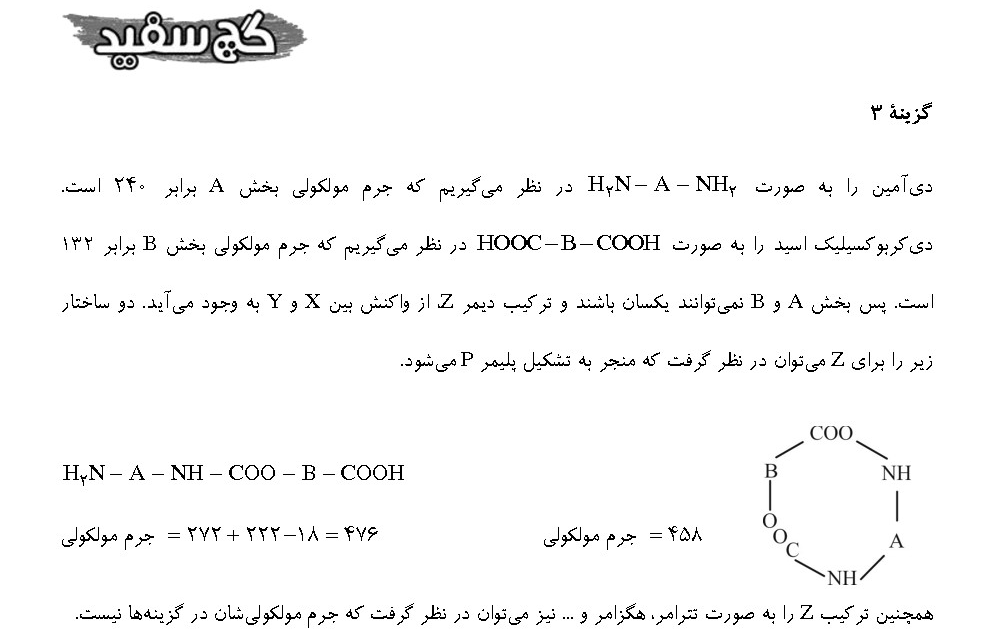 گچ سفید
گزینهٔ ۳
دی‌آمین را به صورت H۲N – A – NH۲ در نظر می‌گیریم که جرم مولکولی بخش A برابر ۲۴۰ است.
دی‌کربوکسیلیک اسید را به صورت HOOC – B – COOH در نظر می‌گیریم که جرم مولکولی بخش B برابر ۱۳۲
است. پس بخش A و B نمی‌توانند یکسان باشند و ترکیب دیمر Z، از واکنش بین X و Y به وجود می‌آید. دو ساختار
زیر را برای Z می‌توان در نظر گرفت که منجر به تشکیل پلیمر P می‌شود.
COO
H۲N – A – NH – COO – B – COOH
B
NH
جرم مولکولی = ۲۷۲ + ۲۲۲ – ۱۸ = ۴۷۶
جرم مولکولی = ۴۵۸
O
O
C
A
NH
همچنین ترکیب Z را به صورت تترامر، هگزامر و ... نیز می‌توان در نظر گرفت که جرم مولکولی‌شان در گزینه‌ها نیست.